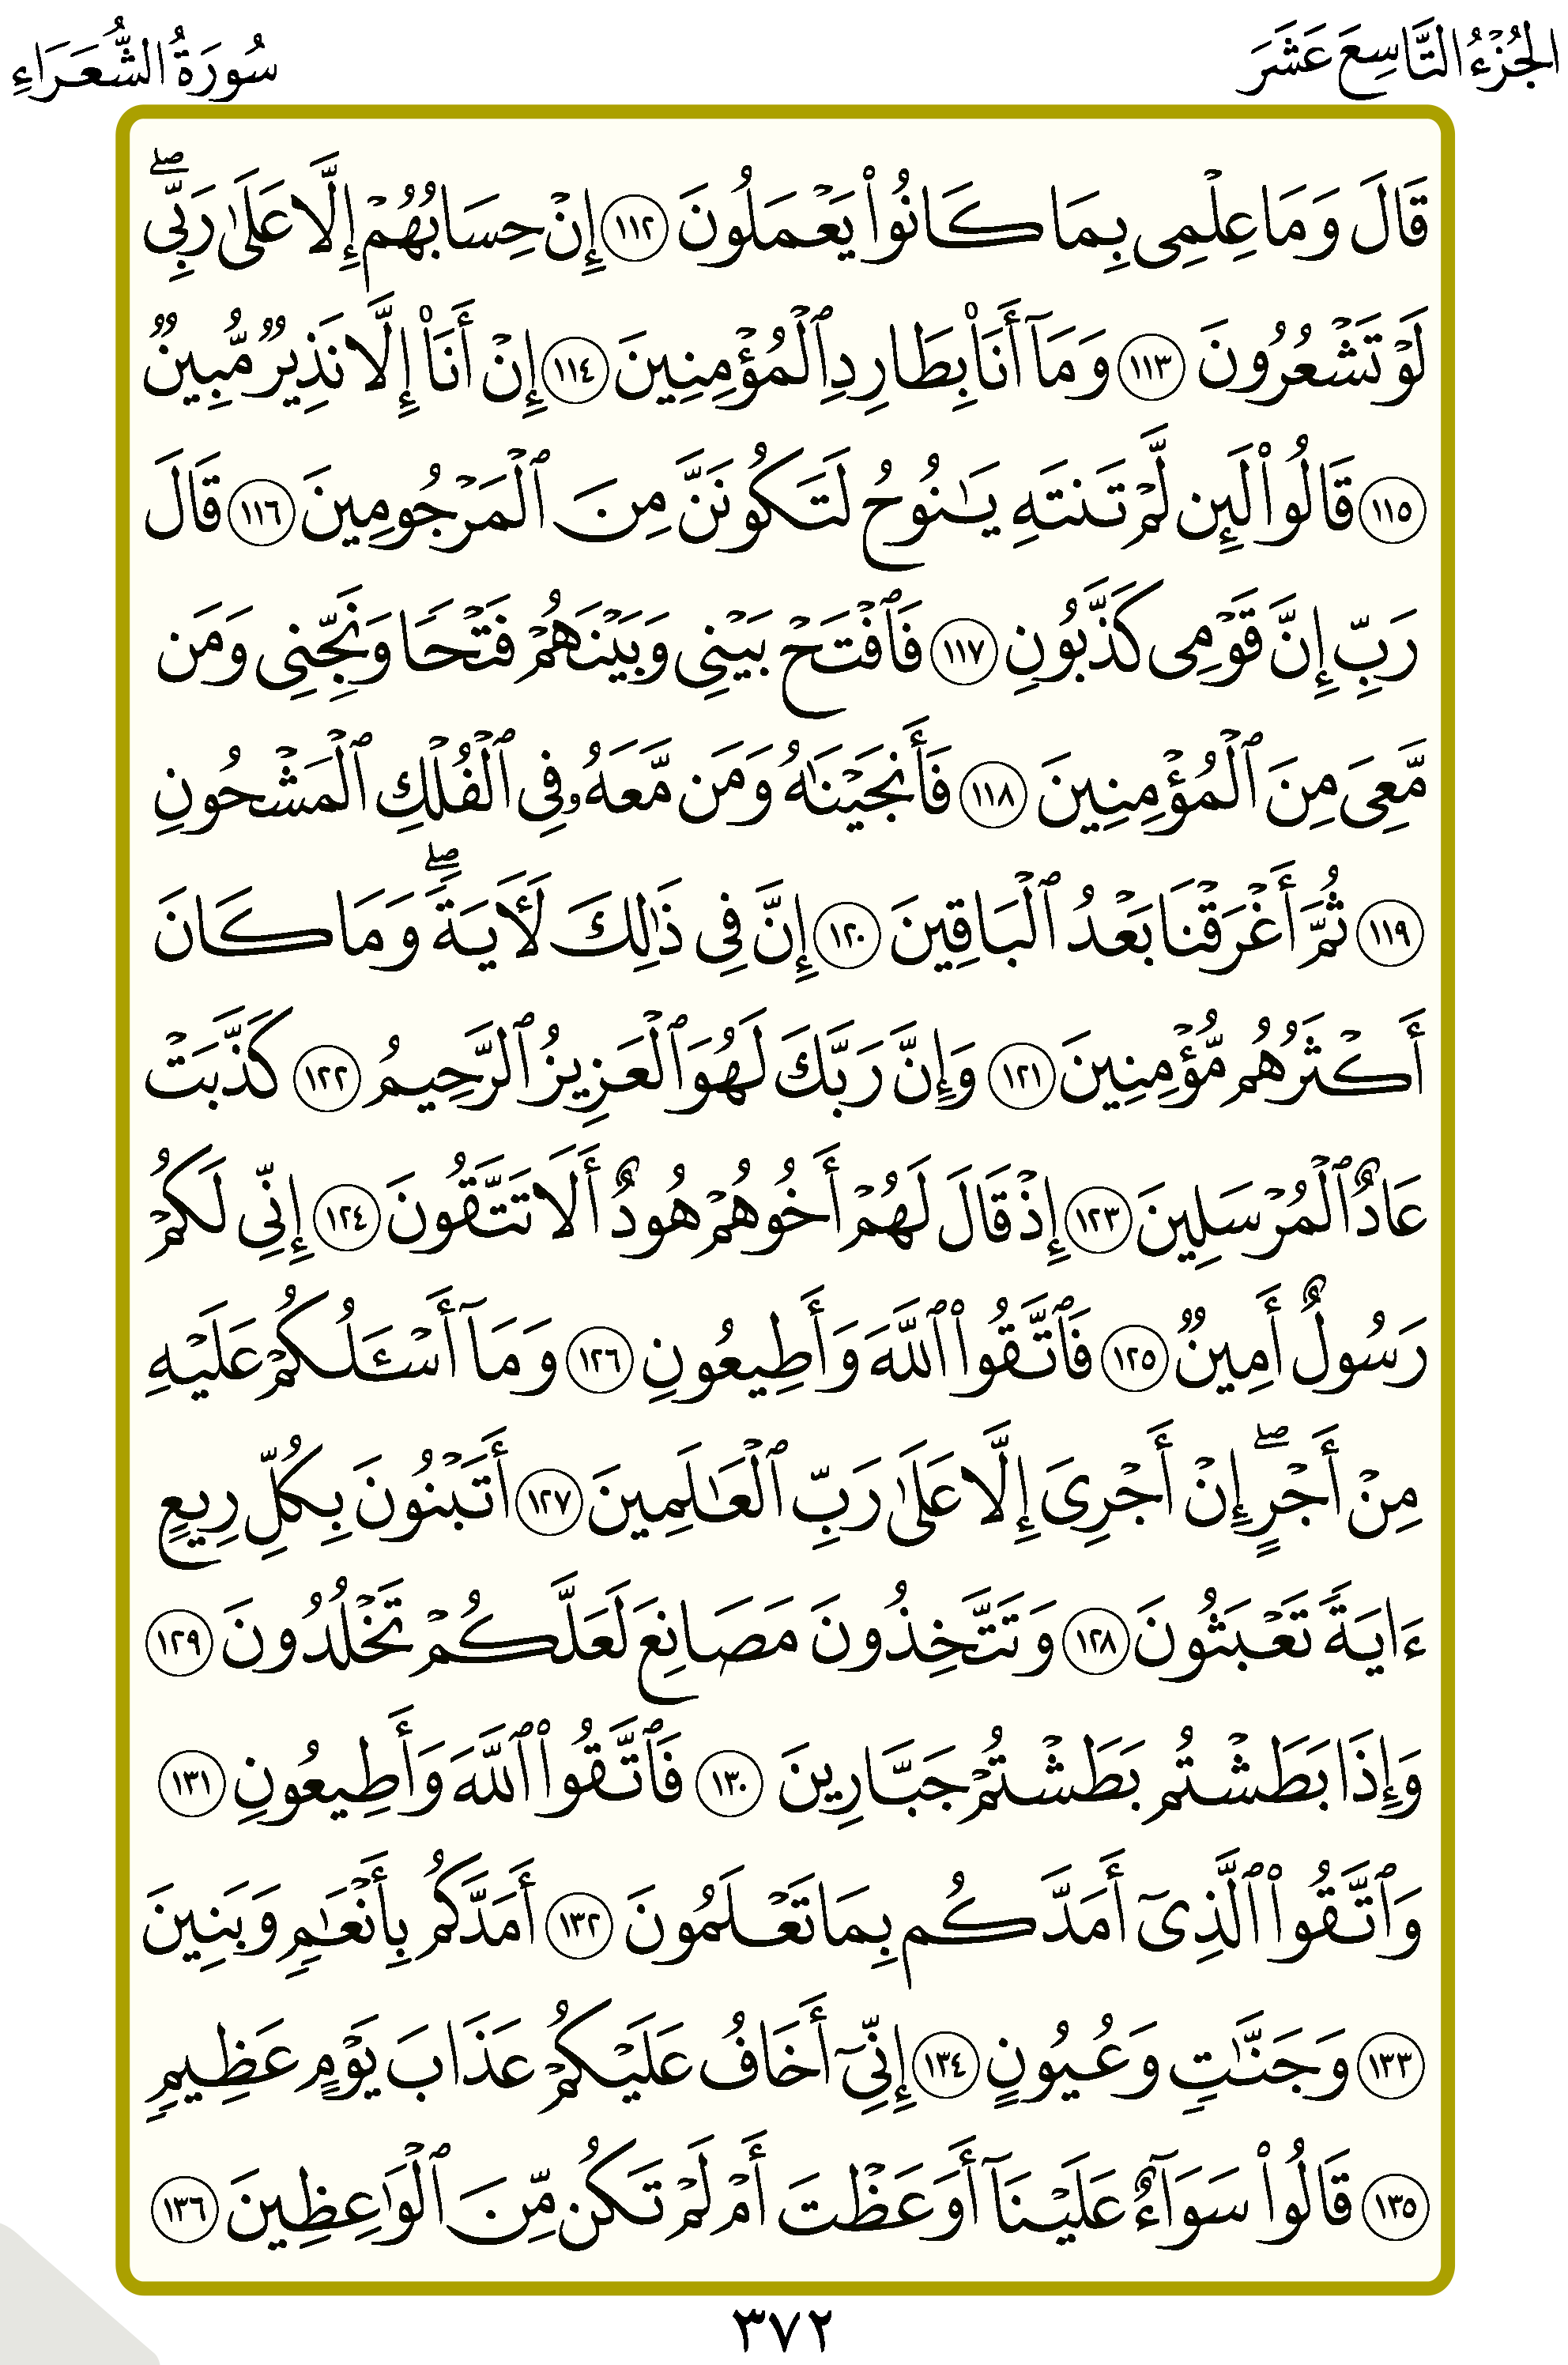 الجُزْءُ التَّاسِعَ عَشَرَ
سُورَةُ الشُّعَرَاءِ
قَالَ وَمَا عِلْمِى بِمَا كَانُوا۟ يَعْمَلُونَ ١١٢ إِنْ حِسَابُهُمْ إِلَّا عَلَىٰ رَبِّىۖ
لَوْ تَشْعُرُونَ ١١٣ وَمَآ أَنَا۠ بِطَارِدِ ٱلْمُؤْمِنِينَ ١١٤ إِنْ أَنَا۠ إِلَّا نَذِيرٌ مُّبِينٌ
١١٥ قَالُوا۟ لَئِن لَّمْ تَنتَهِ يَـٰنُوحُ لَتَكُونَنَّ مِنَ ٱلْمَرْجُومِينَ ١١٦ قَالَ
رَبِّ إِنَّ قَوْمِى كَذَّبُونِ ١١٧ فَٱفْتَحْ بَيْنِى وَبَيْنَهُمْ فَتْحًا وَنَجِّنِى وَمَن
مَّعِىَ مِنَ ٱلْمُؤْمِنِينَ ١١٨ فَأَنجَيْنَـٰهُ وَمَن مَّعَهُۥ فِى ٱلْفُلْكِ ٱلْمَشْحُونِ
١١٩ ثُمَّ أَغْرَقْنَا بَعْدُ ٱلْبَاقِينَ ١٢٠ إِنَّ فِى ذَٰلِكَ لَـَٔايَةًۖ وَمَا كَانَ
أَكْثَرُهُم مُّؤْمِنِينَ ١٢١ وَإِنَّ رَبَّكَ لَهُوَ ٱلْعَزِيزُ ٱلرَّحِيمُ ١٢٢ كَذَّبَتْ
عَادٌ ٱلْمُرْسَلِينَ ١٢٣ إِذْ قَالَ لَهُمْ أَخُوهُمْ هُودٌ أَلَا تَتَّقُونَ ١٢٤ إِنِّى لَكُمْ
رَسُولٌ أَمِينٌ ١٢٥ فَٱتَّقُوا۟ ٱللَّهَ وَأَطِيعُونِ ١٢٦ وَمَآ أَسْـَٔلُكُمْ عَلَيْهِ
مِنْ أَجْرٍۖ إِنْ أَجْرِىَ إِلَّا عَلَىٰ رَبِّ ٱلْعَـٰلَمِينَ ١٢٧ أَتَبْنُونَ بِكُلِّ رِيعٍ
ءَايَةً تَعْبَثُونَ ١٢٨ وَتَتَّخِذُونَ مَصَانِعَ لَعَلَّكُمْ تَخْلُدُونَ ١٢٩
وَإِذَا بَطَشْتُم بَطَشْتُمْ جَبَّارِينَ ١٣٠ فَٱتَّقُوا۟ ٱللَّهَ وَأَطِيعُونِ ١٣١
وَٱتَّقُوا۟ ٱلَّذِىٓ أَمَدَّكُم بِمَا تَعْلَمُونَ ١٣٢ أَمَدَّكُم بِأَنْعَـٰمٍ وَبَنِينَ
١٣٣ وَجَنَّـٰتٍ وَعُيُونٍ ١٣٤ إِنِّىٓ أَخَافُ عَلَيْكُمْ عَذَابَ يَوْمٍ عَظِيمٍ
١٣٥ قَالُوا۟ سَوَآءٌ عَلَيْنَآ أَوَعَظْتَ أَمْ لَمْ تَكُن مِّنَ ٱلْوَٰعِظِينَ ١٣٦
٣٧٢